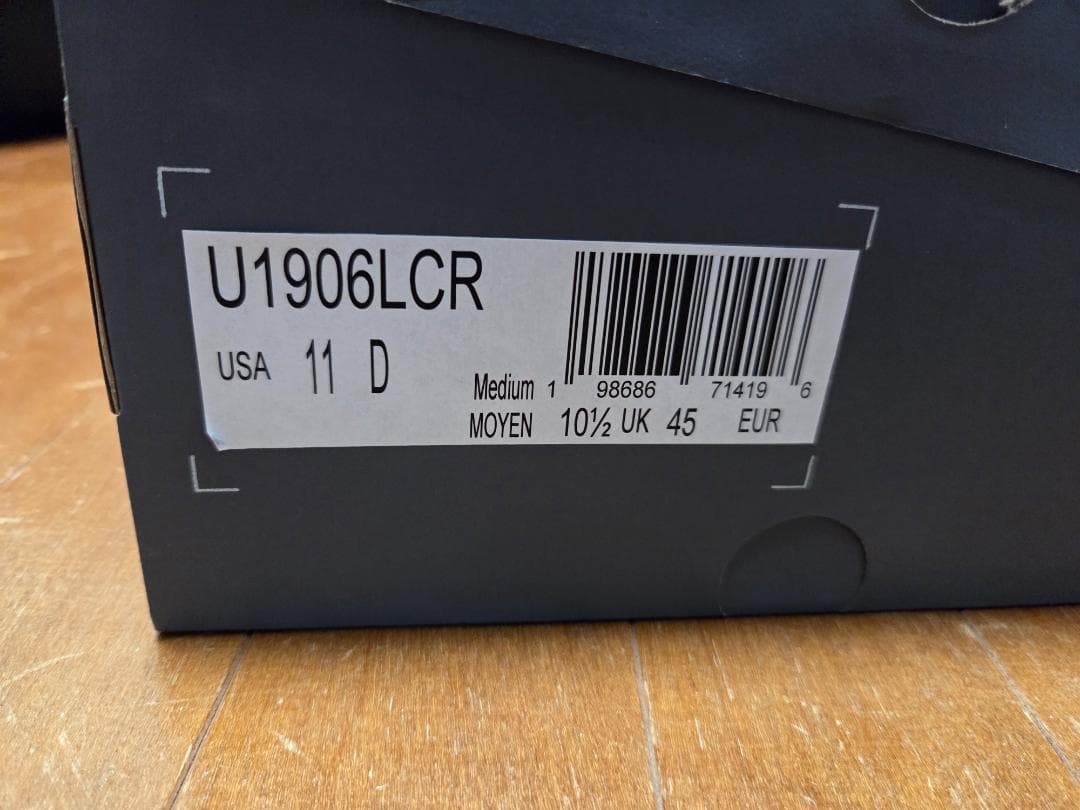 U1906LCR
USA 11 D
Medium 1 98686 71419 6
MOYEN 10½ UK 45 EUR